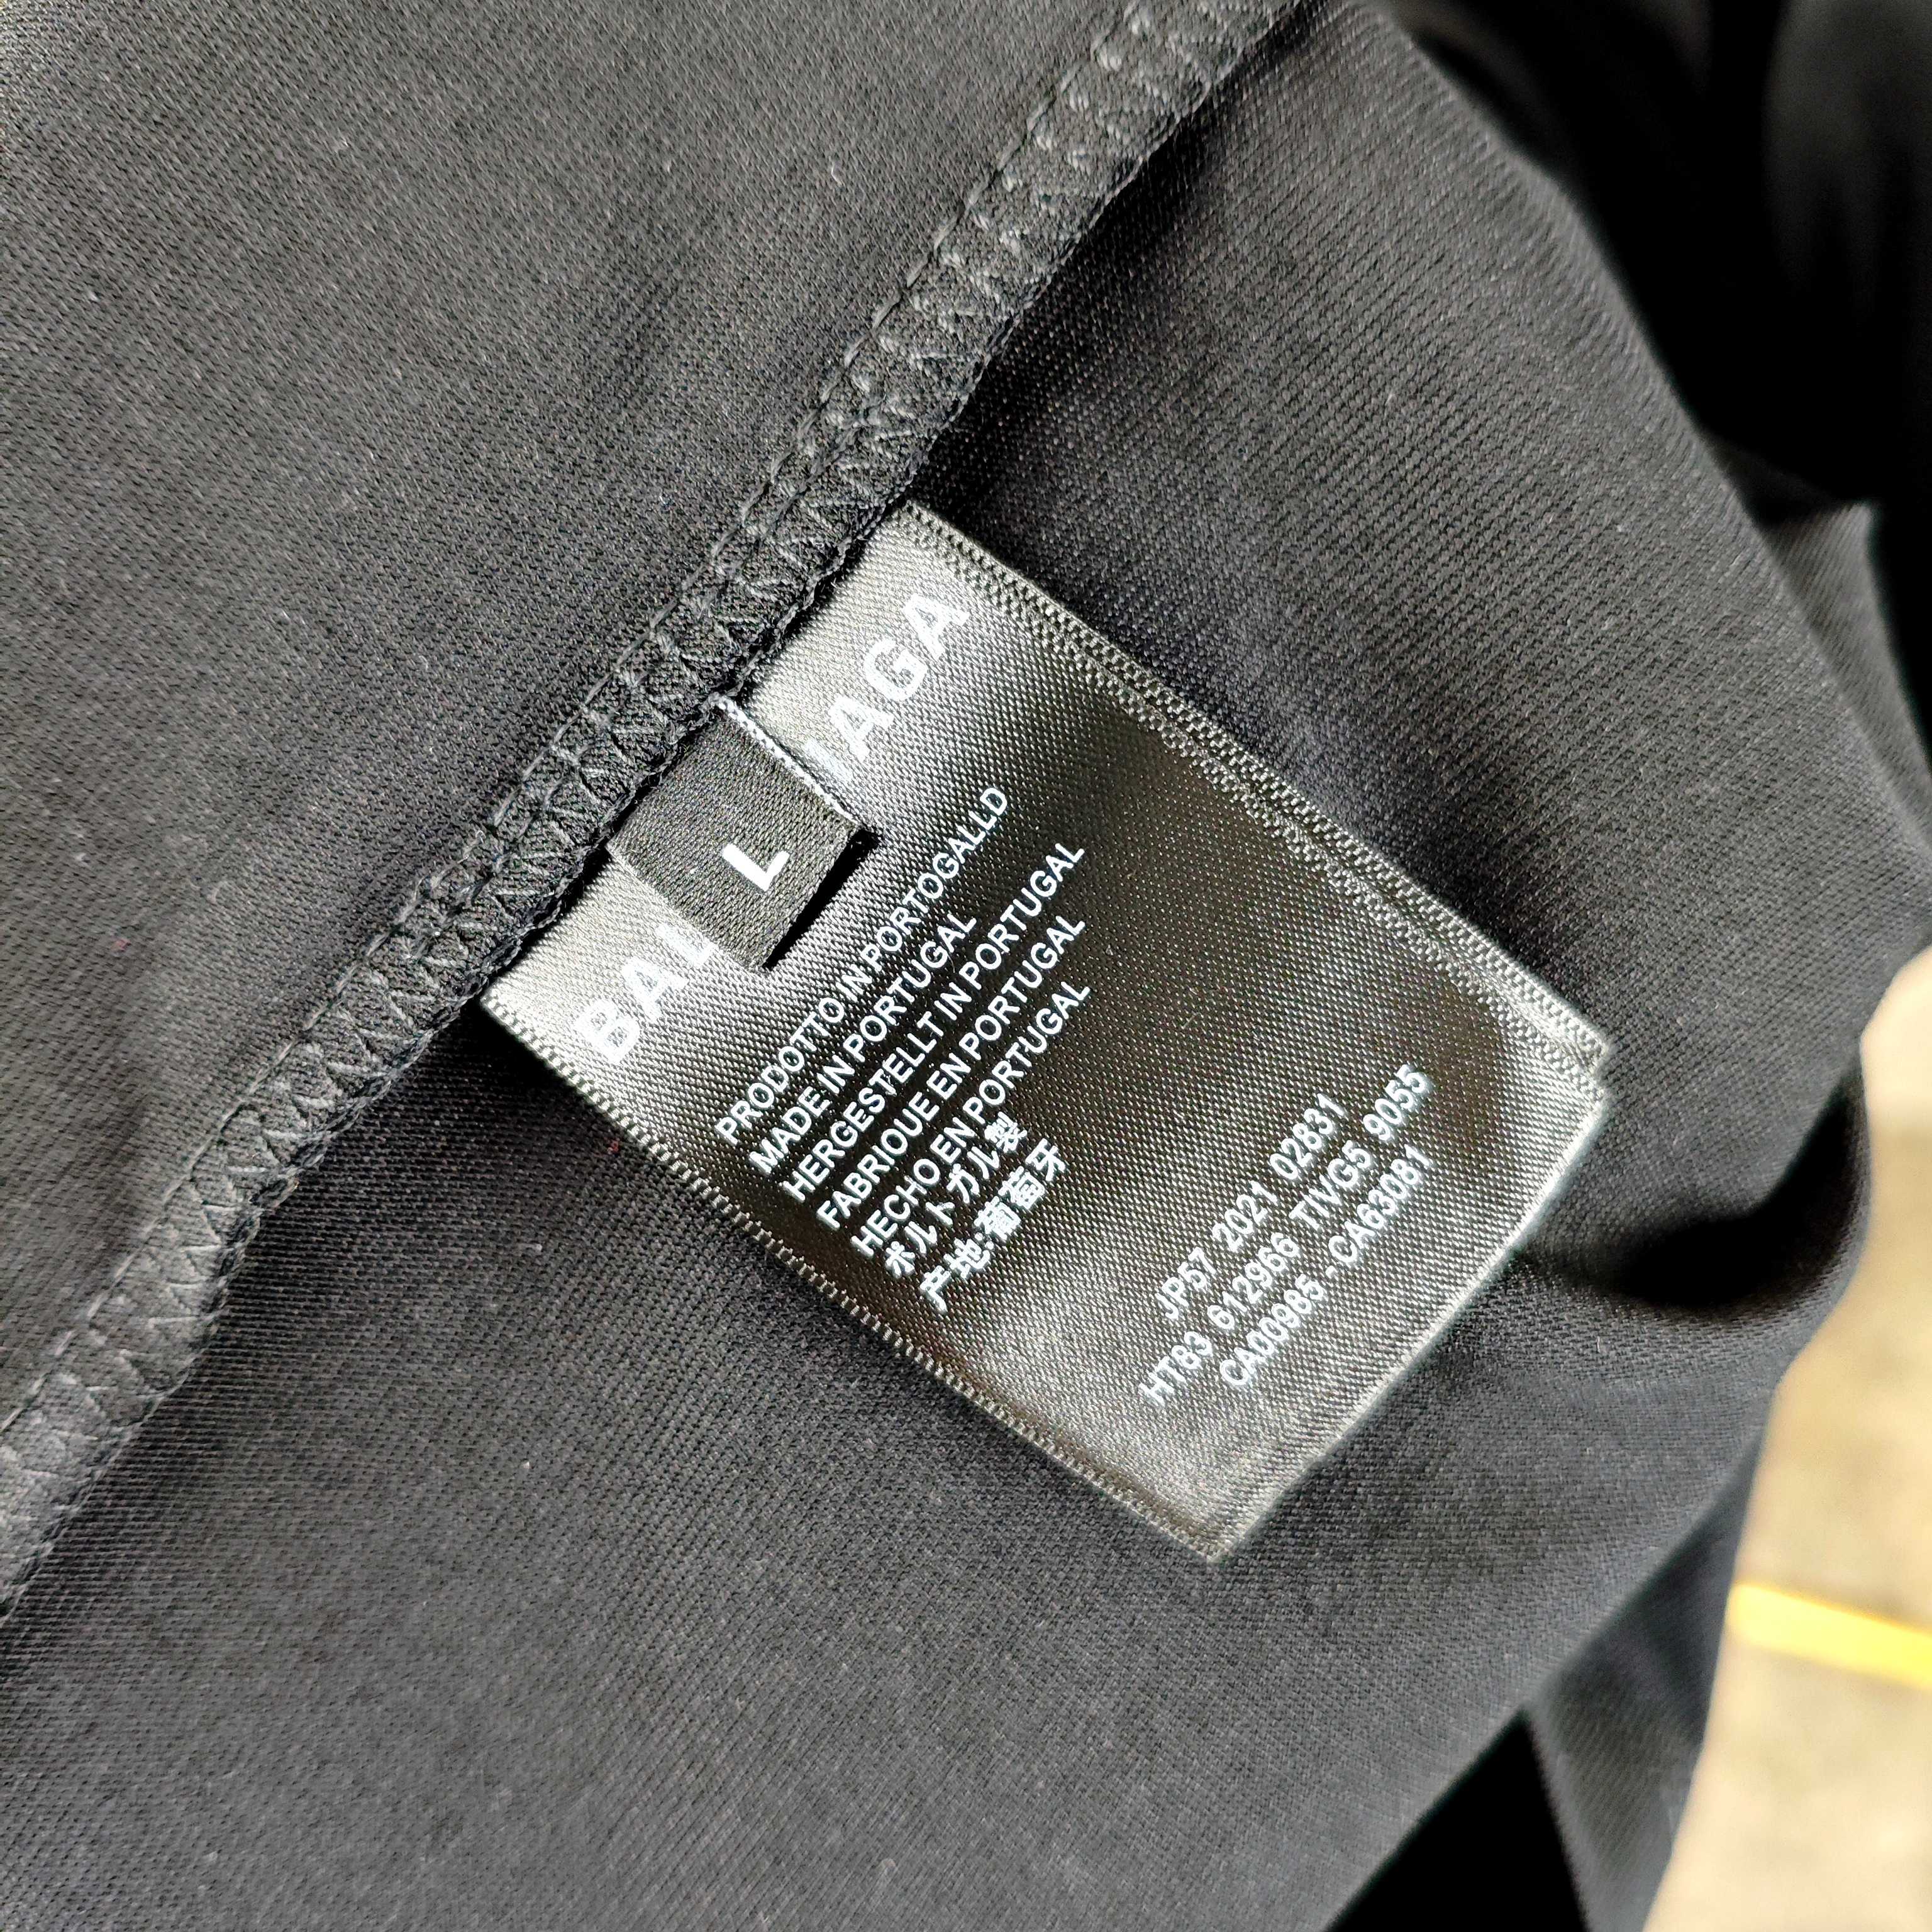 BAL IAGA
L
PRODOTTO IN PORTOGALLD
MADE IN PORTUGAL
HERGESTELLT IN PORTUGAL
FABRIOUE EN PORTUGAL
HECHO EN PORTUGAL
ポルトガル製
产地:葡萄牙
JP57 2021 02831
HT83 612966 TIVG5 9055
CA00965 -CA63081